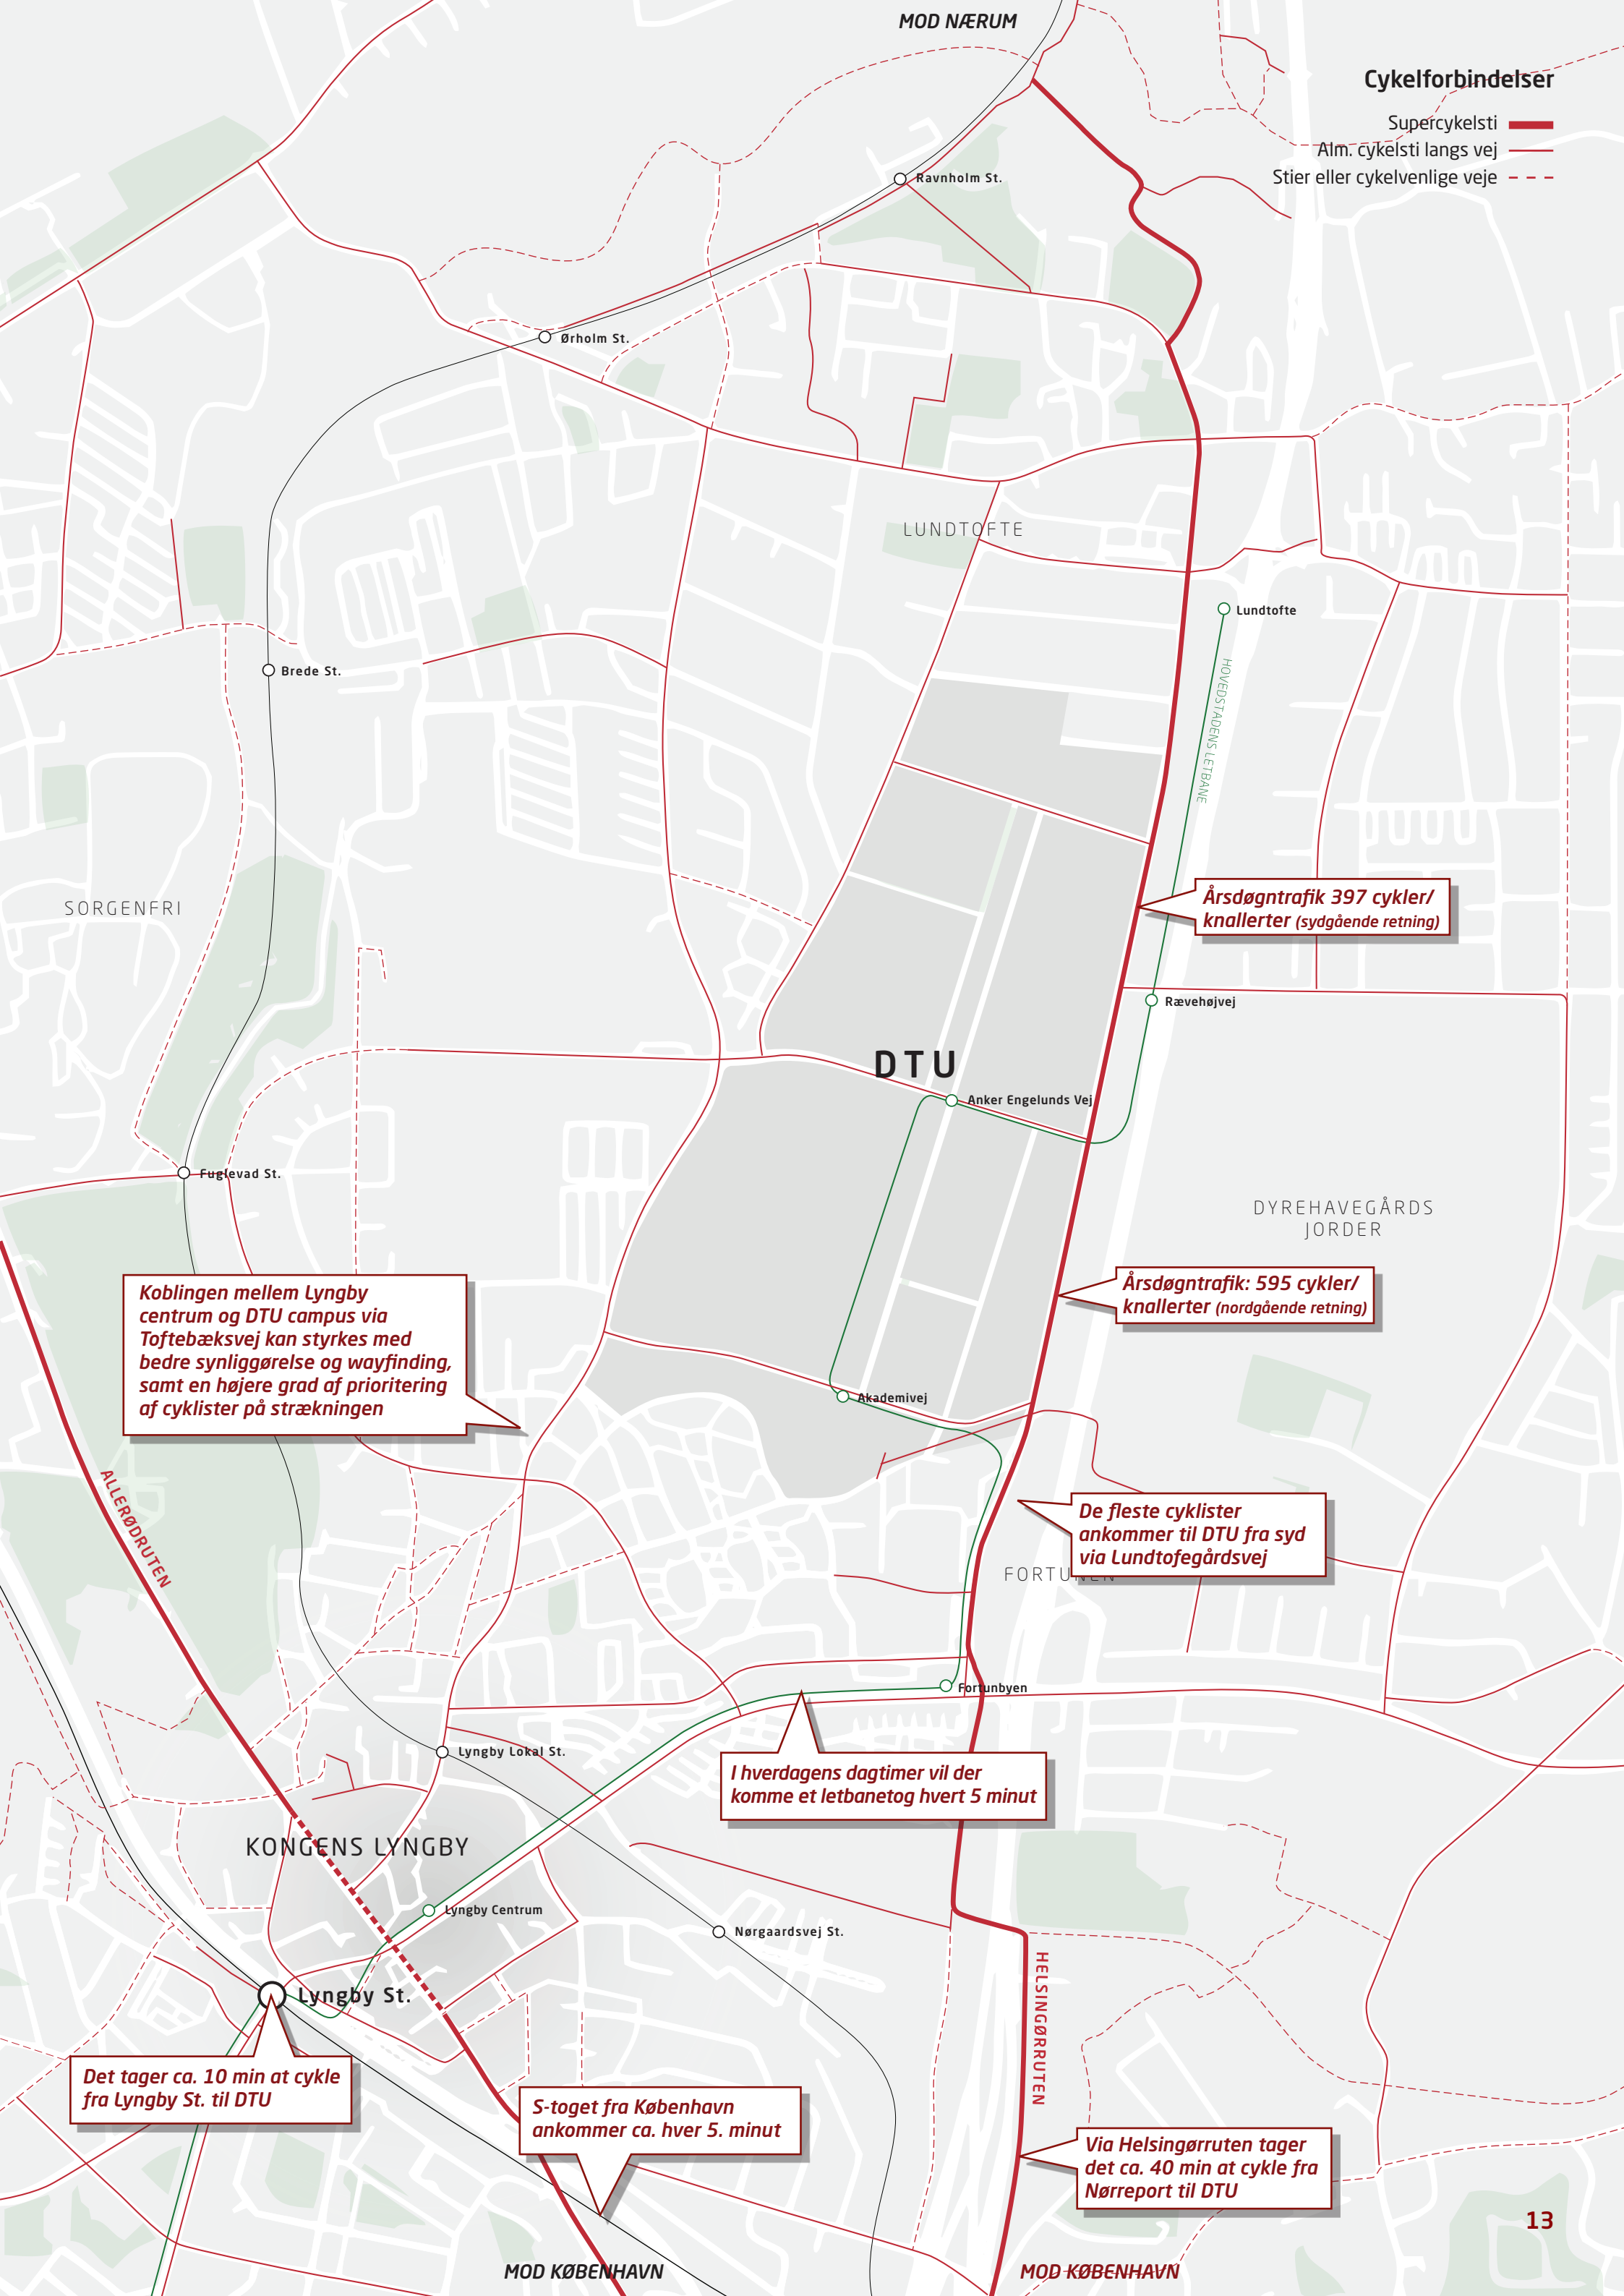 MOD NÆRUM
Cykelforbindelser
Supercykelsti
Alm. cykelsti langs vej
Stier eller cykelvenlige veje
Ravnholm St.
Ørholm St.
LUNDTOFTE
Lundtofte
HOVEDSTADENS LETBANE
Brede St.
SORGENFRI
Årsdøgntrafik 397 cykler/
knallerter (sydgående retning)
Rævehøjvej
DTU
Anker Engelunds Vej
Fuglevad St.
DYREHAVEGÅRDS
JORDER
Årsdøgntrafik: 595 cykler/
knallerter (nordgående retning)
Koblingen mellem Lyngby
centrum og DTU campus via
Toftebæksvej kan styrkes med
bedre synliggørelse og wayfinding,
samt en højere grad af prioritering
af cyklister på strækningen
Akademivej
ALLERØDRUTEN
De fleste cyklister
ankommer til DTU fra syd
via Lundtofegårdsvej
FORTUNEN
Fortunbyen
Lyngby Lokal St.
I hverdagens dagtimer vil der
komme et letbanetog hvert 5 minut
KONGENS LYNGBY
Lyngby Centrum
Nørgaardsvej St.
HELSINGØRRUTEN
Lyngby St.
Det tager ca. 10 min at cykle
fra Lyngby St. til DTU
S-toget fra København
ankommer ca. hver 5. minut
Via Helsingørruten tager
det ca. 40 min at cykle fra
Nørreport til DTU
13
MOD KØBENHAVN
MOD KØBENHAVN